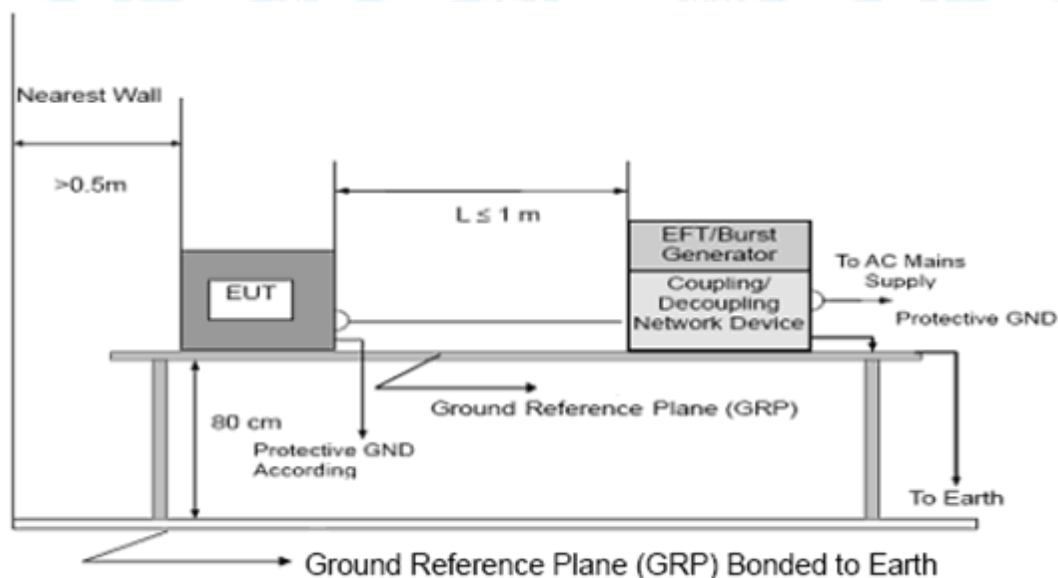 Nearest Wall
>0.5m
L ≤ 1 m
EFT/Burst
Generator
Coupling/
Decoupling
Network Device
To AC Mains
Supply
Protective GND
EUT
Ground Reference Plane (GRP)
80 cm
Protective GND
According
To Earth
Ground Reference Plane (GRP) Bonded to Earth